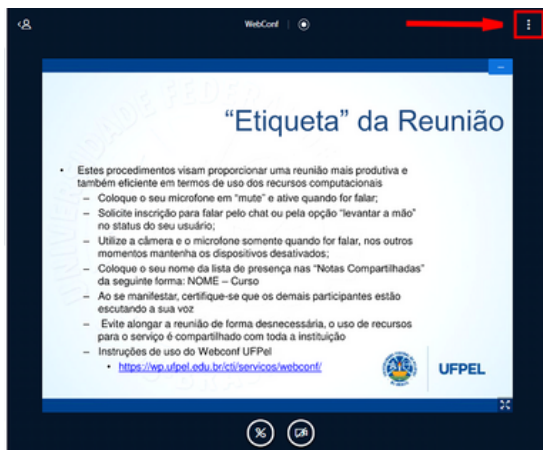 WebConf
“Etiqueta” da Reunião
• Estes procedimentos visam proporcionar uma reunião mais produtiva e
também eficiente em termos de uso dos recursos computacionais
– Coloque o seu microfone em “mute” e ative quando for falar;
– Solicite inscrição para falar pelo chat ou pela opção “levantar a mão”
no status do seu usuário;
– Utilize a câmera e o microfone somente quando for falar, nos outros
momentos mantenha os dispositivos desativados;
– Coloque o seu nome da lista de presença nas “Notas Compartilhadas”
da seguinte forma: NOME – Curso
– Ao se manifestar, certifique-se que os demais participantes estão
escutando a sua voz
– Evite alongar a reunião de forma desnecessária, o uso de recursos
para o serviço é compartilhado com toda a instituição
– Instruções de uso do Webconf UFPel
• https://wp.ufpel.edu.br/cti/servicos/webconf/
UFPEL